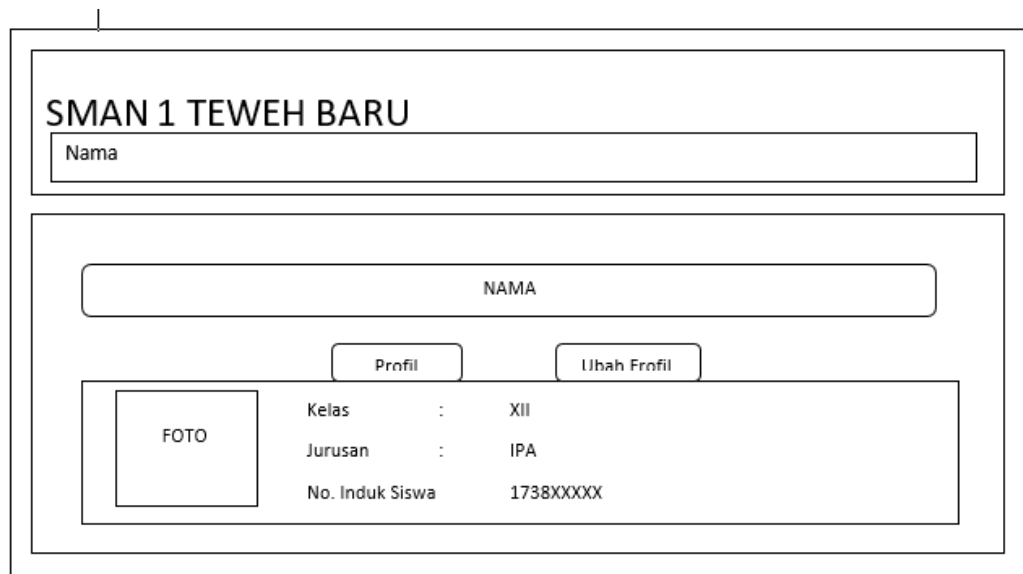 SMAN 1 TEWEH BARU
Nama
NAMA
Profil Ubah Frofil
FOTO
Kelas : XII
Jurusan : IPA
No. Induk Siswa 1738XXXXX